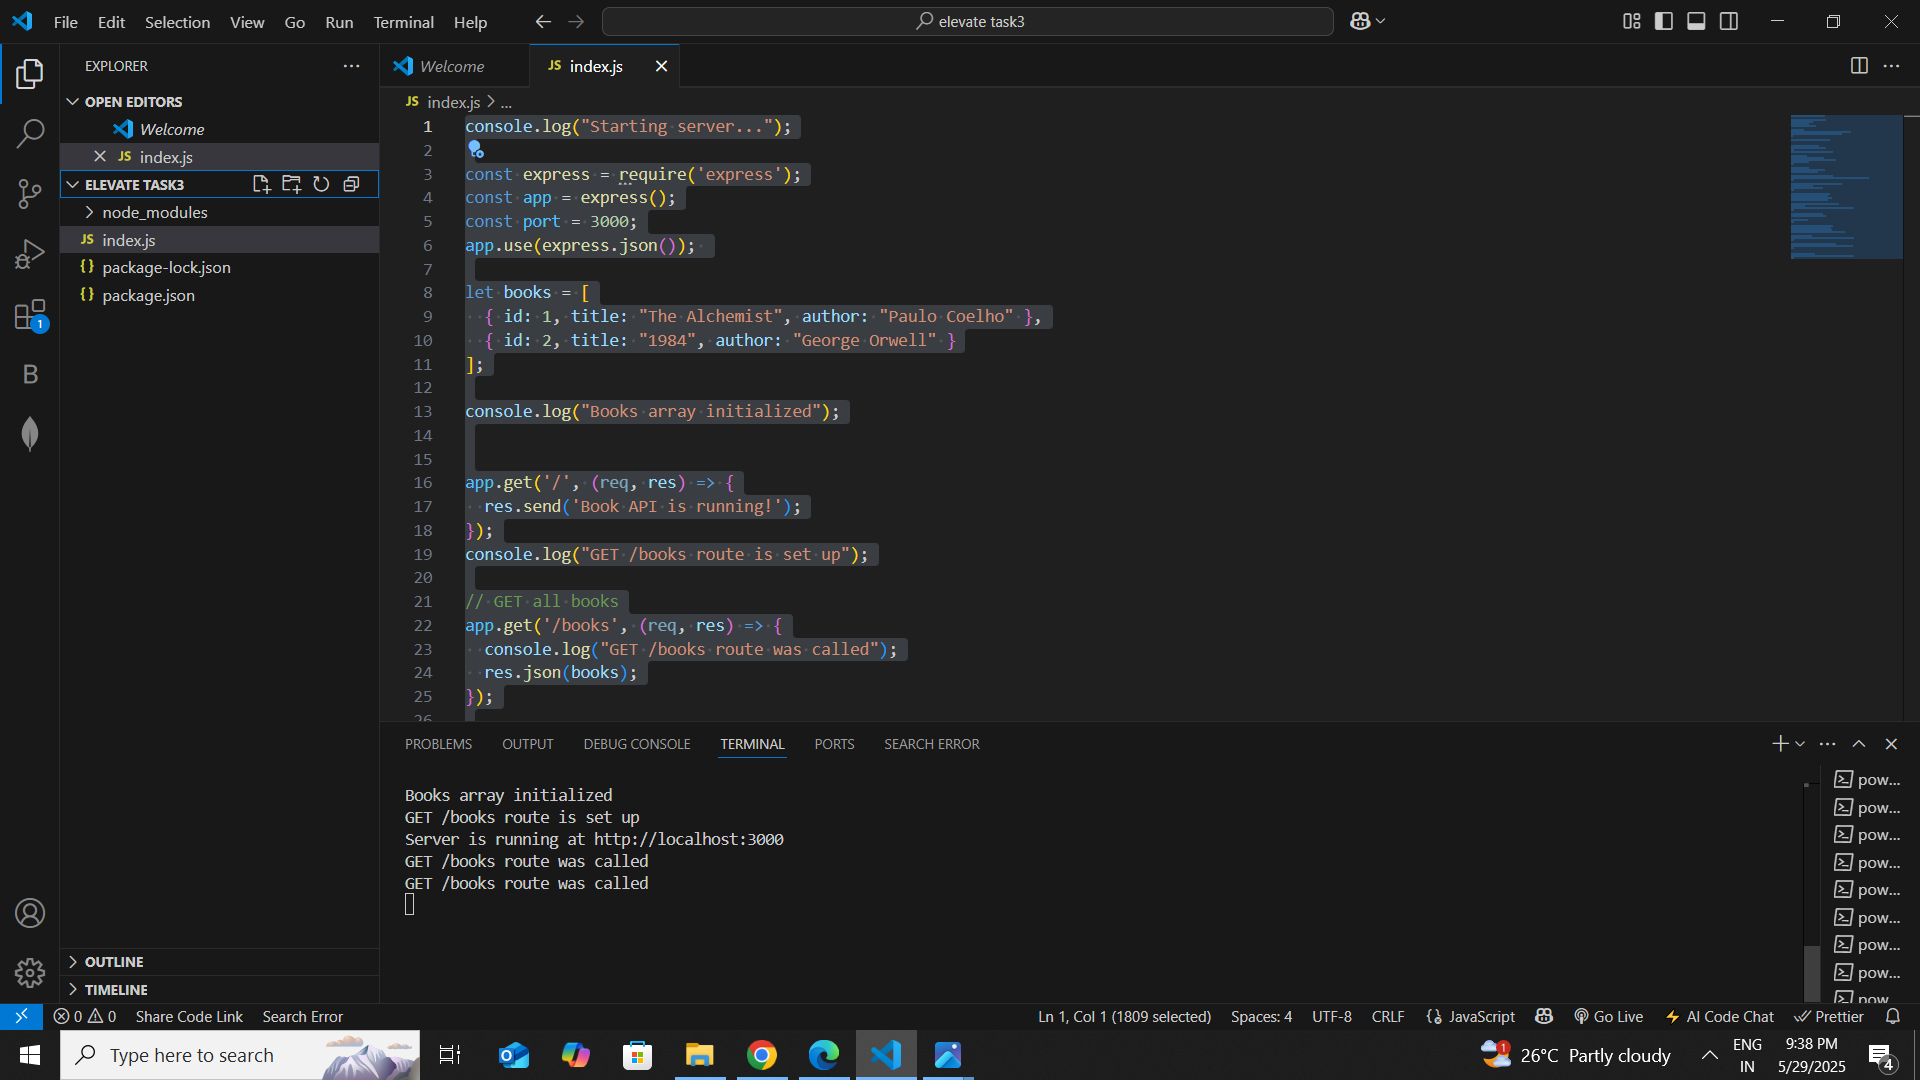 File Edit Selection View Go Run Terminal Help
elevate task3
EXPLORER
OPEN EDITORS
Welcome
JS index.js
ELEVATE TASK3
node_modules
JS index.js
{} package-lock.json
{} package.json
OUTLINE
TIMELINE
1
B
Welcome
JS index.js
JS index.js > ...
1 console.log("Starting server...");
2
3 const express = require('express');
4 const app = express();
5 const port = 3000;
6 app.use(express.json());
7
8 let books = [
9 { id: 1, title: "The Alchemist", author: "Paulo Coelho" },
10 { id: 2, title: "1984", author: "George Orwell" }
11 ];
12
13 console.log("Books array initialized");
14
15
16 app.get('/', (req, res) => {
17 res.send('Book API is running!');
18 });
19 console.log("GET /books route is set up");
20
21 // GET all books
22 app.get('/books', (req, res) => {
23 console.log("GET /books route was called");
24 res.json(books);
25 });
26
PROBLEMS OUTPUT DEBUG CONSOLE TERMINAL PORTS SEARCH ERROR
Books array initialized
GET /books route is set up
Server is running at http://localhost:3000
GET /books route was called
GET /books route was called
pow...
pow...
pow...
pow...
pow...
pow...
pow...
pow...
pow...
0 0 Share Code Link Search Error
Ln 1, Col 1 (1809 selected) Spaces: 4 UTF-8 CRLF {} JavaScript Go Live AI Code Chat Prettier
Type here to search
1
26°C Partly cloudy
ENG
IN
9:38 PM
5/29/2025
4